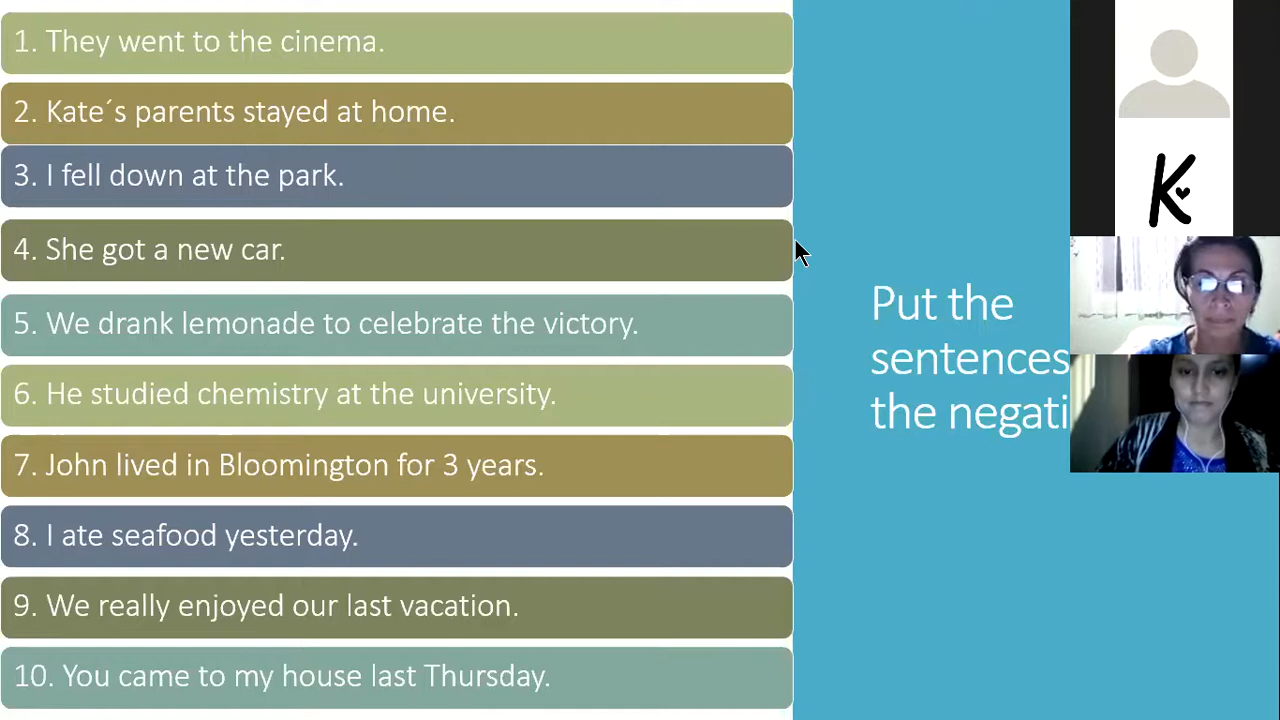 1. They went to the cinema.
2. Kate´s parents stayed at home.
3. I fell down at the park.
4. She got a new car.
5. We drank lemonade to celebrate the victory.
6. He studied chemistry at the university.
7. John lived in Bloomington for 3 years.
8. I ate seafood yesterday.
9. We really enjoyed our last vacation.
10. You came to my house last Thursday.
Put the
sentences
the negati
K